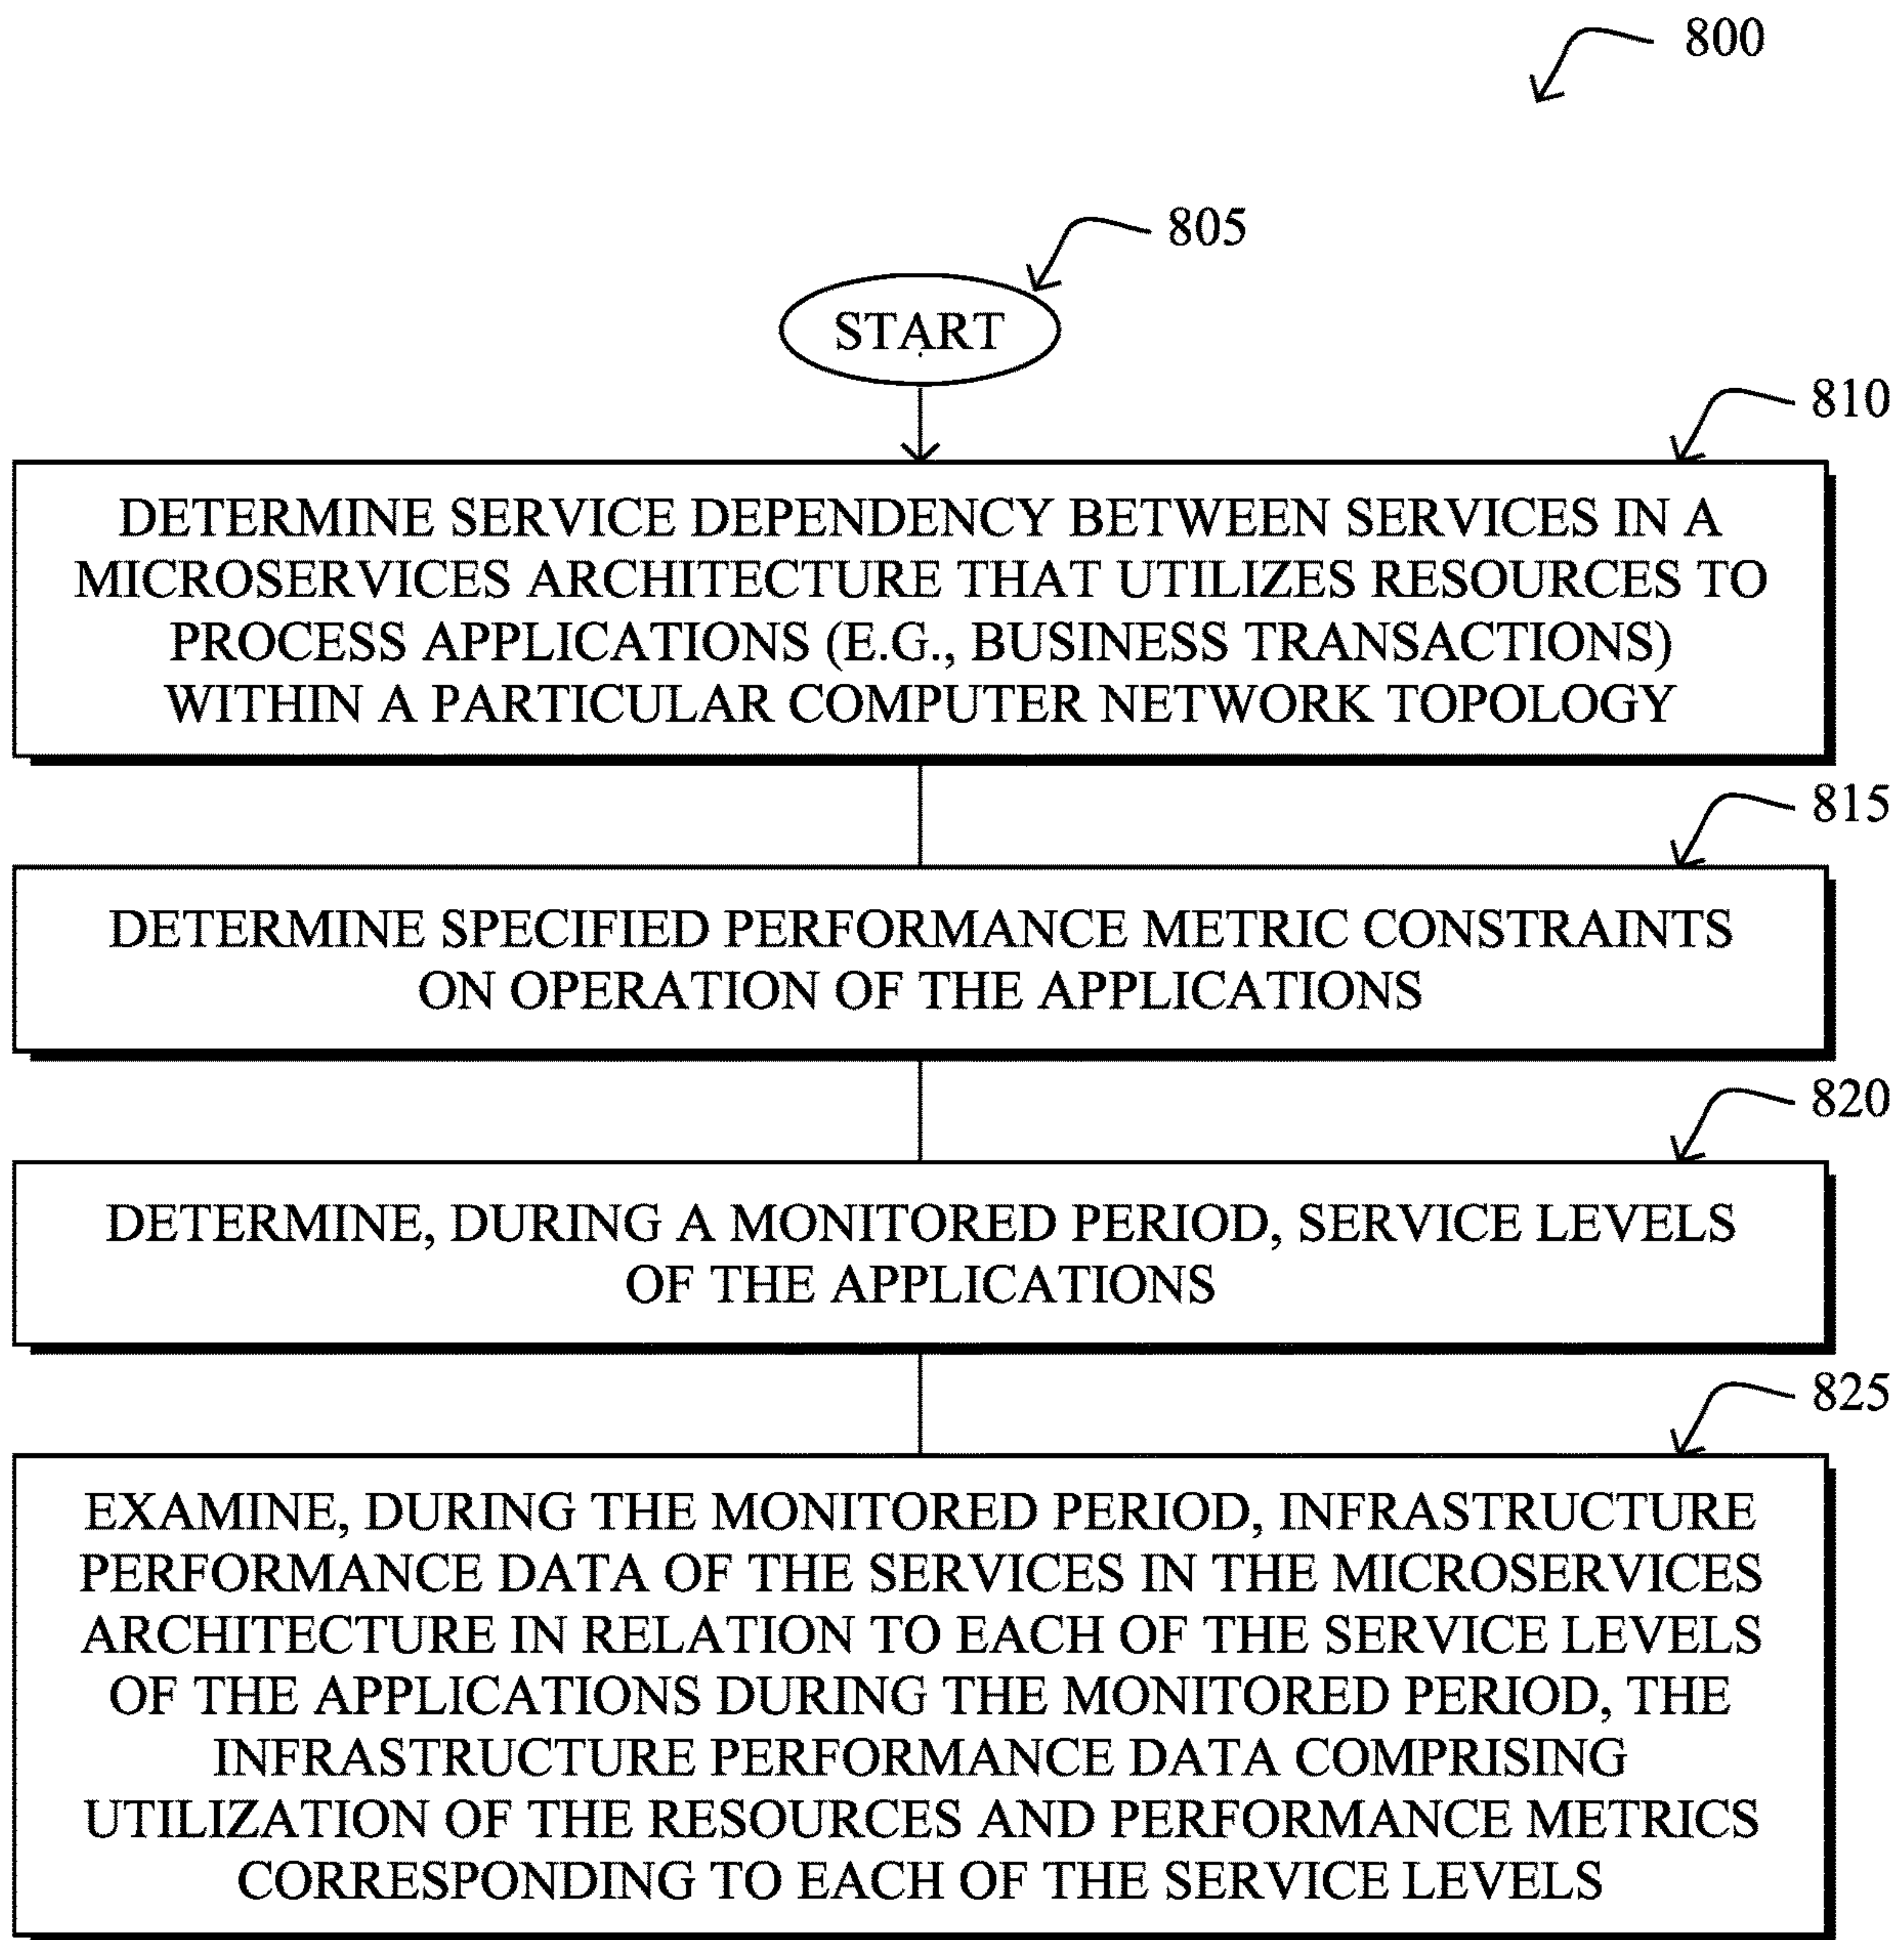 800
805
START
810
DETERMINE SERVICE DEPENDENCY BETWEEN SERVICES IN A
MICROSERVICES ARCHITECTURE THAT UTILIZES RESOURCES TO
PROCESS APPLICATIONS (E.G., BUSINESS TRANSACTIONS)
WITHIN A PARTICULAR COMPUTER NETWORK TOPOLOGY
815
DETERMINE SPECIFIED PERFORMANCE METRIC CONSTRAINTS
ON OPERATION OF THE APPLICATIONS
820
DETERMINE, DURING A MONITORED PERIOD, SERVICE LEVELS
OF THE APPLICATIONS
825
EXAMINE, DURING THE MONITORED PERIOD, INFRASTRUCTURE
PERFORMANCE DATA OF THE SERVICES IN THE MICROSERVICES
ARCHITECTURE IN RELATION TO EACH OF THE SERVICE LEVELS
OF THE APPLICATIONS DURING THE MONITORED PERIOD, THE
INFRASTRUCTURE PERFORMANCE DATA COMPRISING
UTILIZATION OF THE RESOURCES AND PERFORMANCE METRICS
CORRESPONDING TO EACH OF THE SERVICE LEVELS